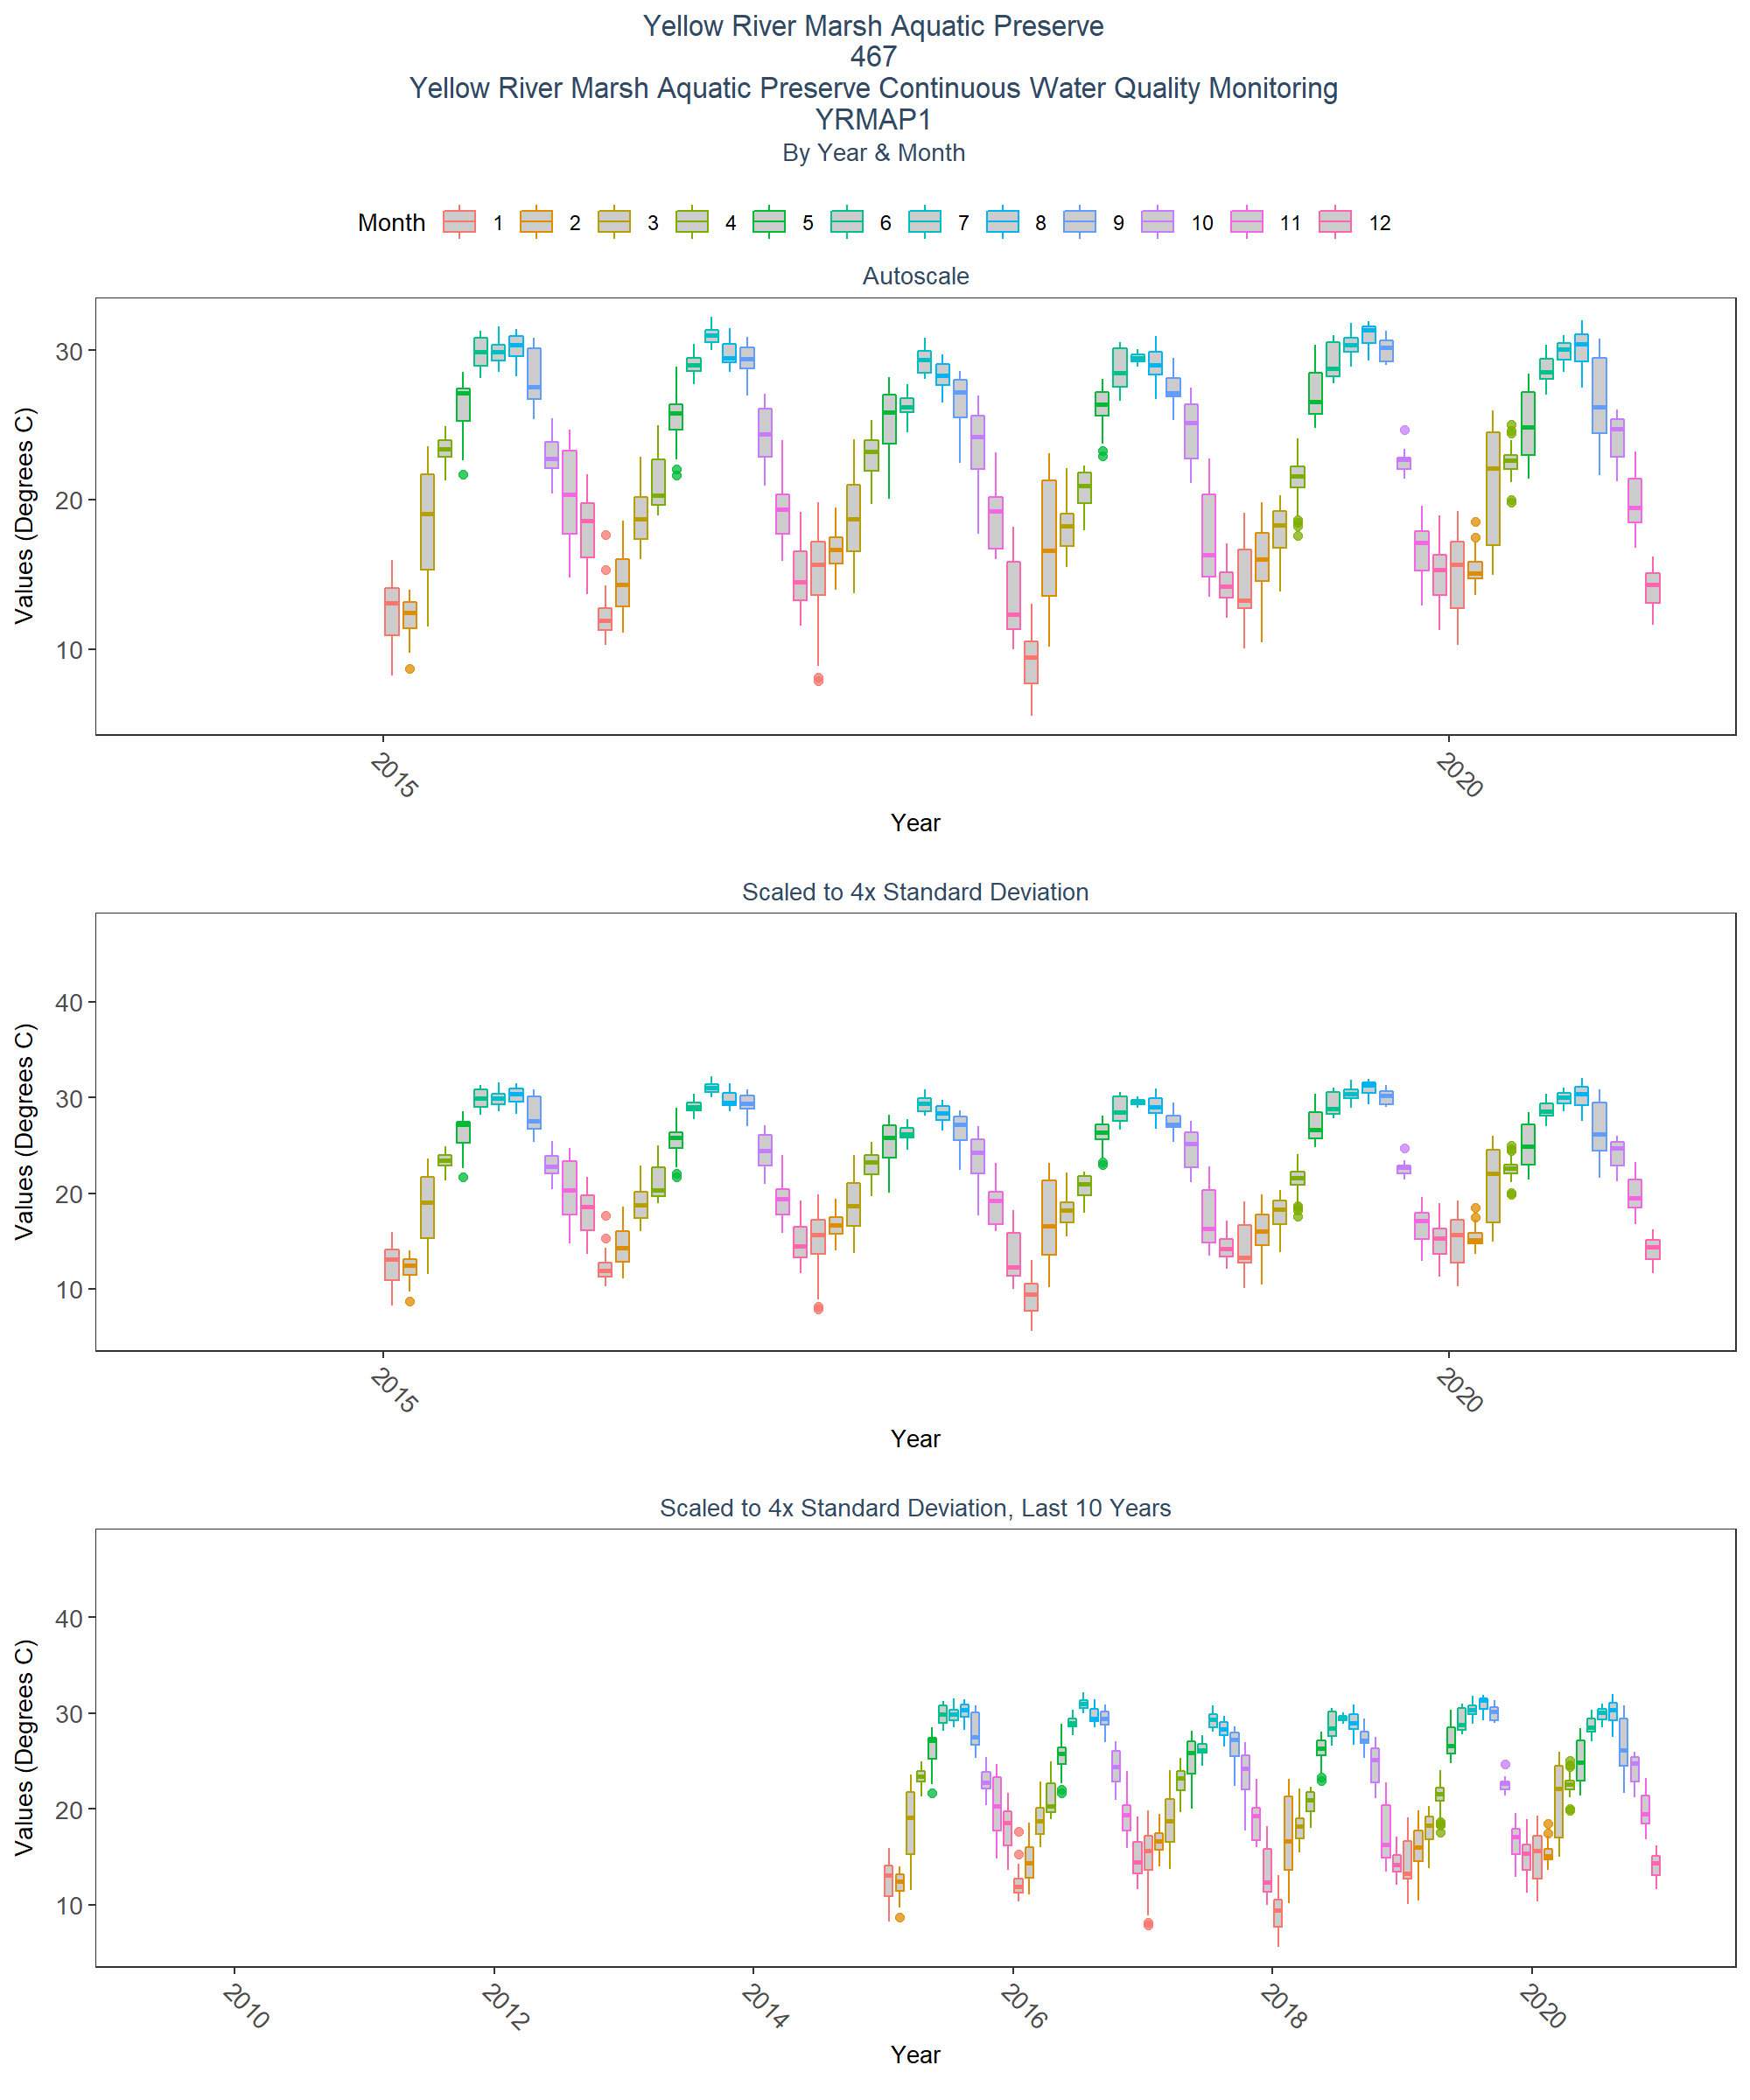 Yellow River Marsh Aquatic Preserve
467
Yellow River Marsh Aquatic Preserve Continuous Water Quality Monitoring
YRMAP1
By Year & Month
Month 1 2 3 4 5 6 7 8 9 10 11 12
Autoscale
Values (Degrees C)
30
20
10
2015 2020
Year
Scaled to 4x Standard Deviation
Values (Degrees C)
40
30
20
10
2015 2020
Year
Scaled to 4x Standard Deviation, Last 10 Years
Values (Degrees C)
40
30
20
10
2010 2012 2014 2016 2018 2020
Year